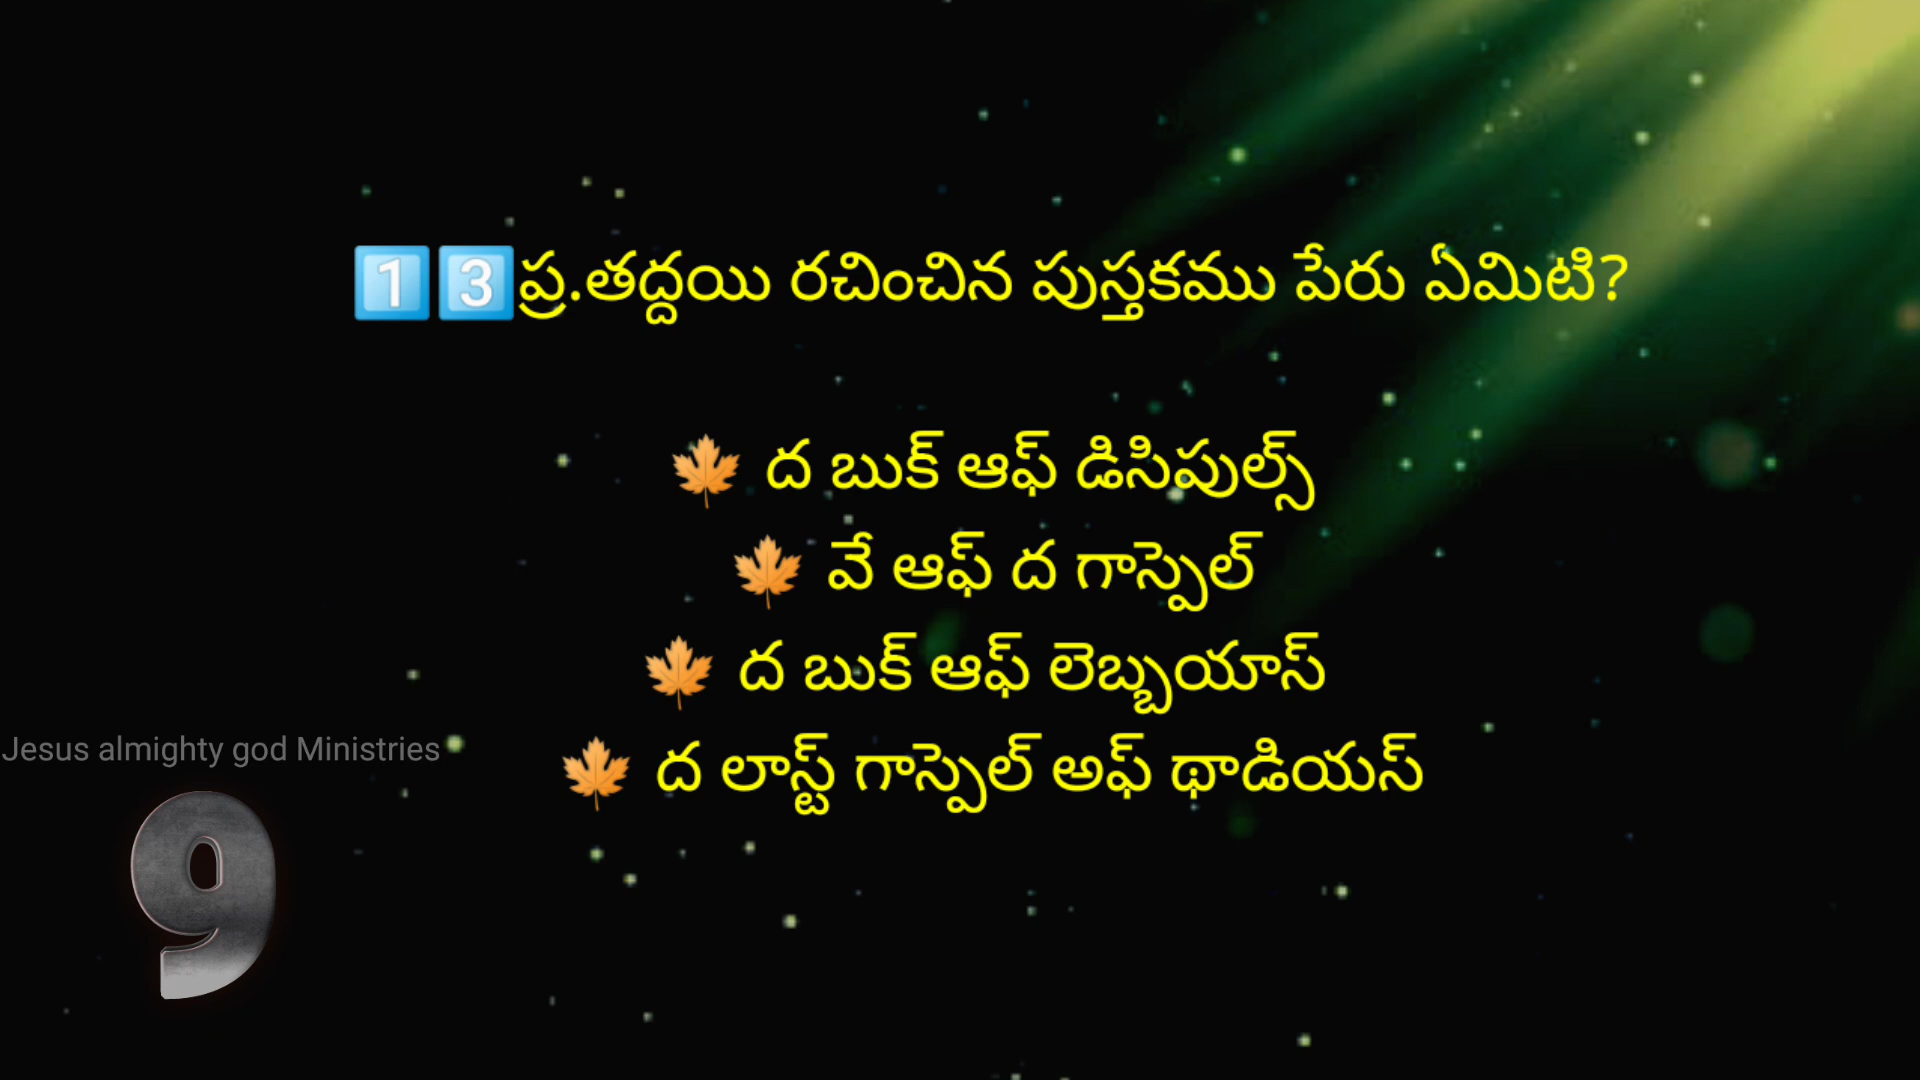 1️⃣3️⃣ప్ర.తద్దయి రచించిన పుస్తకము పేరు ఏమిటి?
🍁 ద బుక్ ఆఫ్ డిసిపుల్స్
🍁 వే ఆఫ్ ద గాస్పెల్
🍁 ద బుక్ ఆఫ్ లెబ్బయాస్
🍁 ద లాస్ట్ గాస్పెల్ అఫ్ థాడియస్
Jesus almighty god Ministries
9